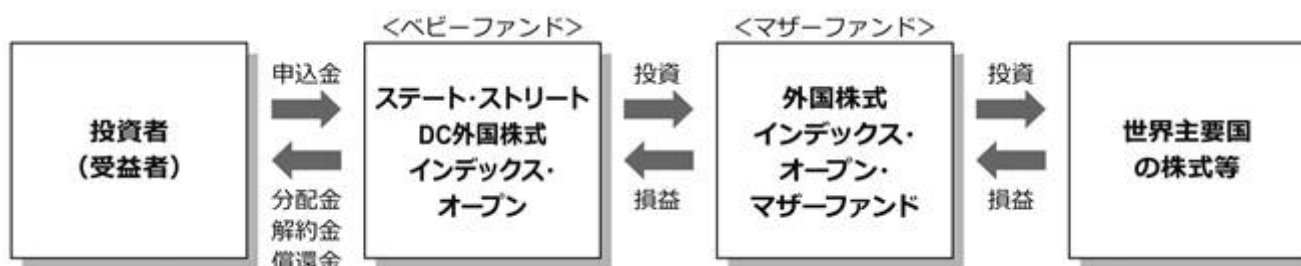 <ベビーファンド>
<マザーファンド>
投資者
(受益者)
申込金
分配金
解約金
償還金
ステート・ストリート
DC外国株式
インデックス・
オープン
投資
損益
外国株式
インデックス・
オープン・
マザーファンド
投資
損益
世界主要国
の株式等